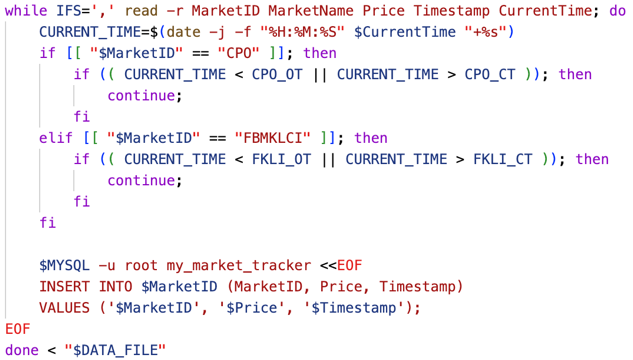 while IFS=',' read -r MarketID MarketName Price Timestamp CurrentTime; do
    CURRENT_TIME=$(date -j -f "%H:%M:%S" $CurrentTime "+%s")
    if [[ "$MarketID" == "CPO" ]]; then
        if (( CURRENT_TIME < CPO_OT || CURRENT_TIME > CPO_CT )); then
            continue;
        fi
    elif [[ "$MarketID" == "FBMKLCI" ]]; then
        if (( CURRENT_TIME < FKLI_OT || CURRENT_TIME > FKLI_CT )); then
            continue;
        fi
    fi

    $MYSQL -u root my_market_tracker <<EOF
    INSERT INTO $MarketID (MarketID, Price, Timestamp)
    VALUES ('$MarketID', '$Price', '$Timestamp');
EOF
done < "$DATA_FILE"